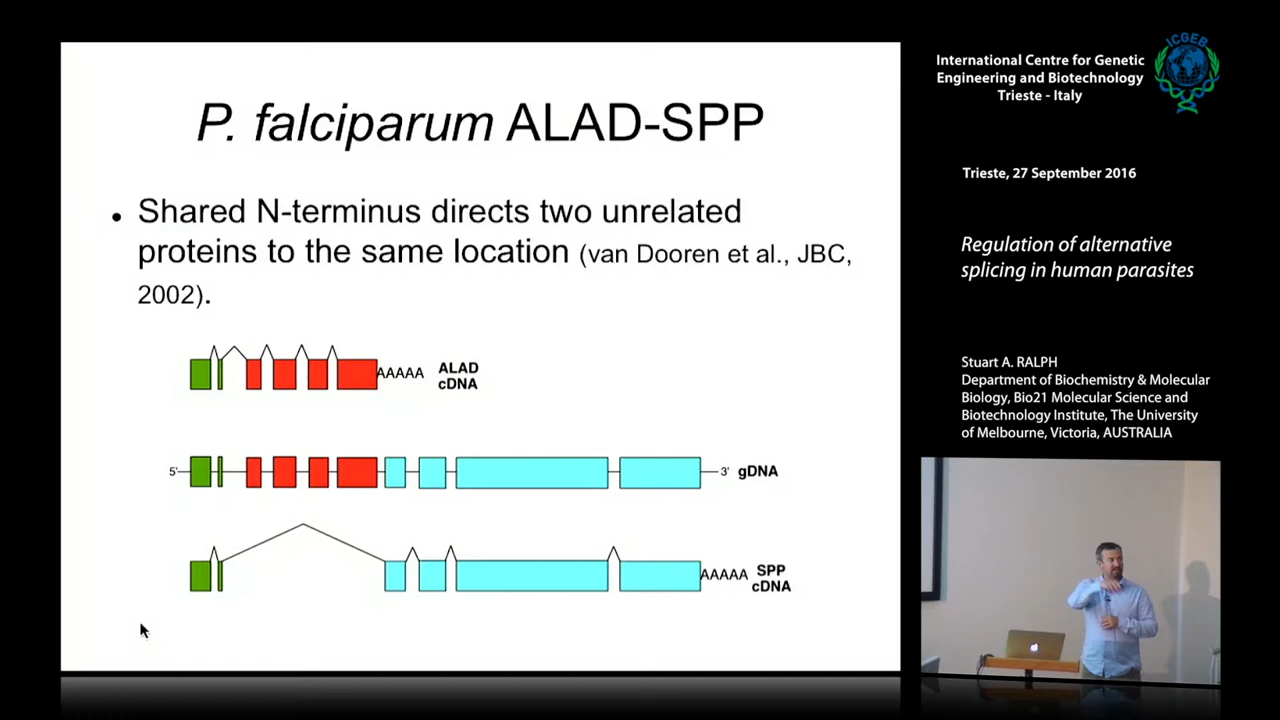 P. falciparum ALAD-SPP
• Shared N-terminus directs two unrelated
proteins to the same location (van Dooren et al., JBC,
2002).
AAAAA ALAD
cDNA
5' 3' gDNA
AAAAA SPP
cDNA
International Centre for Genetic
Engineering and Biotechnology
Trieste - Italy
ICGEB
Trieste, 27 September 2016
Regulation of alternative
splicing in human parasites
Stuart A. RALPH
Department of Biochemistry & Molecular
Biology, Bio21 Molecular Science and
Biotechnology Institute, The University
of Melbourne, Victoria, AUSTRALIA